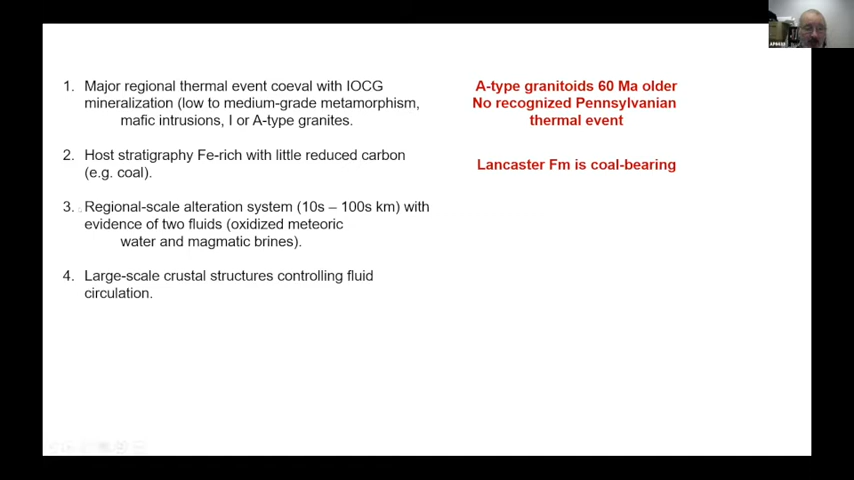 1. Major regional thermal event coeval with IOCG
mineralization (low to medium-grade metamorphism,
mafic intrusions, I or A-type granites.
A-type granitoids 60 Ma older
No recognized Pennsylvanian
thermal event
2. Host stratigraphy Fe-rich with little reduced carbon
(e.g. coal).
Lancaster Fm is coal-bearing
3. Regional-scale alteration system (10s – 100s km) with
evidence of two fluids (oxidized meteoric
water and magmatic brines).
4. Large-scale crustal structures controlling fluid
circulation.